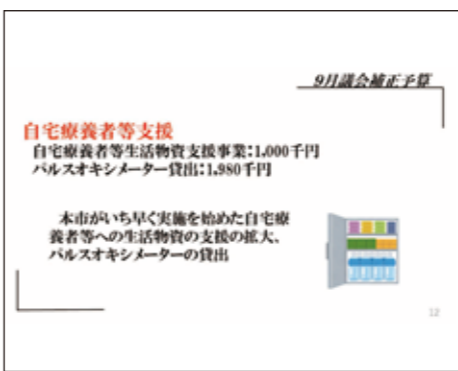 9月議会補正予算
自宅療養者等支援
自宅療養者等生活物資支援事業:1,000千円
パルスオキシメーター貸出:1,980千円
本市がいち早く実施を始めた自宅療
養者等への生活物資の支援の拡大、
パルスオキシメーターの貸出
12